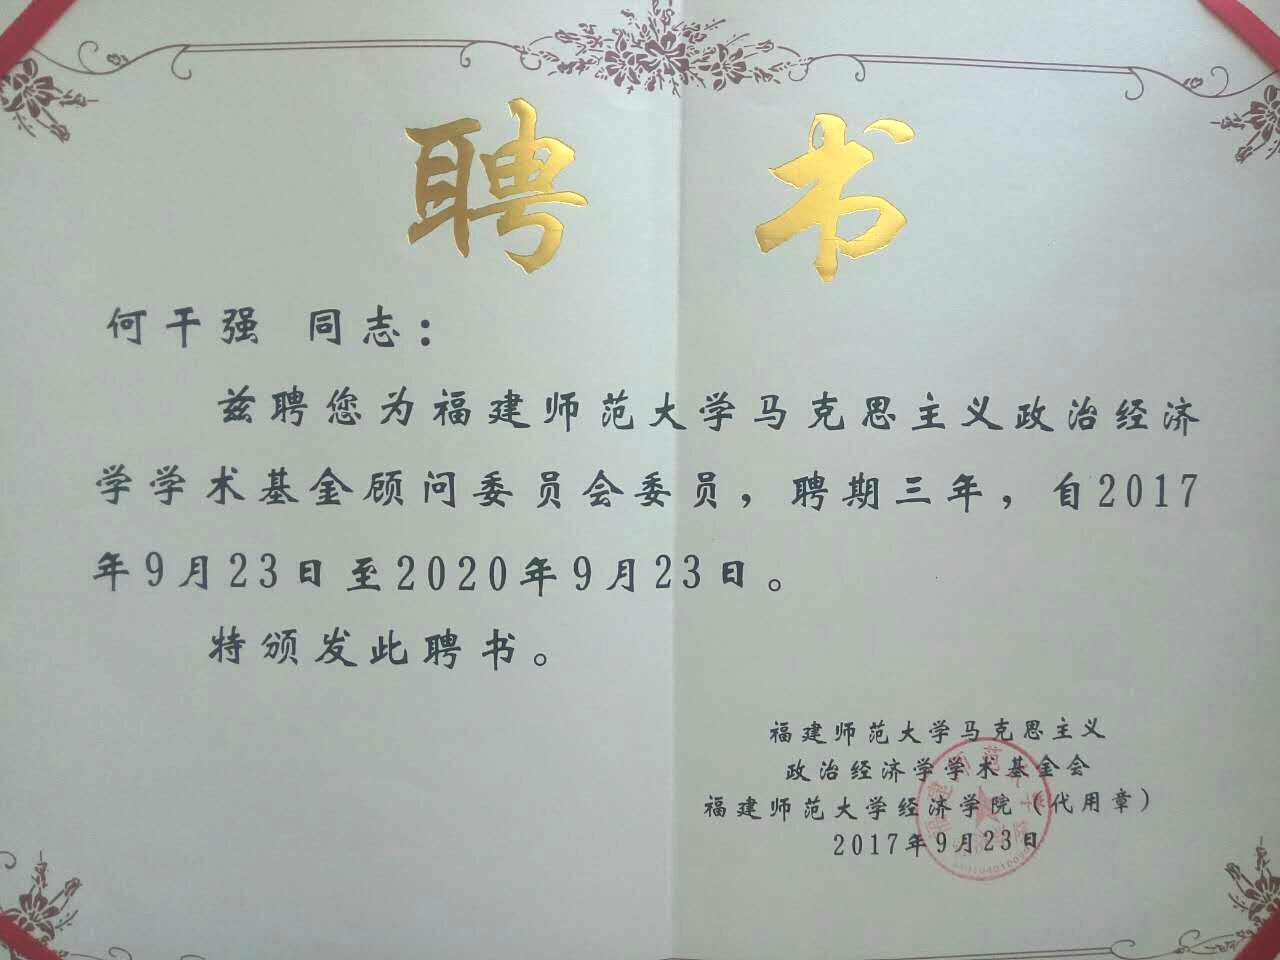 聘书
何干强 同志：
兹聘您为福建师范大学马克思主义政治经济
学学术基金顾问委员会委员，聘期三年，自2017
年9月23日至2020年9月23日。
特颁发此聘书。
福建师范大学马克思主义
政治经济学学术基金会
福建师范大学经济学院（代用章）
2017年9月23日